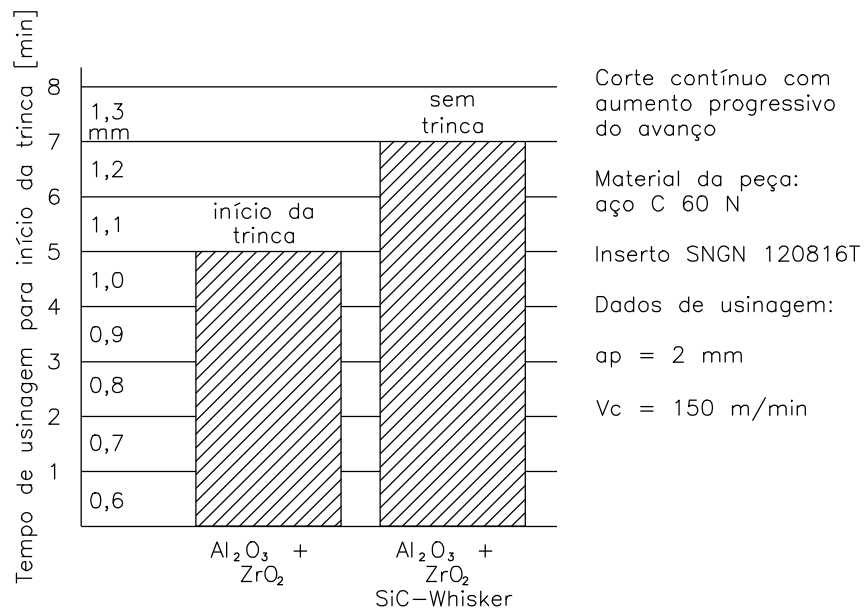 Tempo de usinagem para início da trinca [min]
8
7
6
5
4
3
2
1
1,3
mm
1,2
1,1
1,0
0,9
0,8
0,7
0,6
início da
trinca
sem
trinca
Al₂O₃ +
ZrO₂
Al₂O₃ +
ZrO₂
SiC-Whisker
Corte contínuo com
aumento progressivo
do avanço
Material da peça:
aço C 60 N
Inserto SNGN 120816T
Dados de usinagem:
ap = 2 mm
Vc = 150 m/min